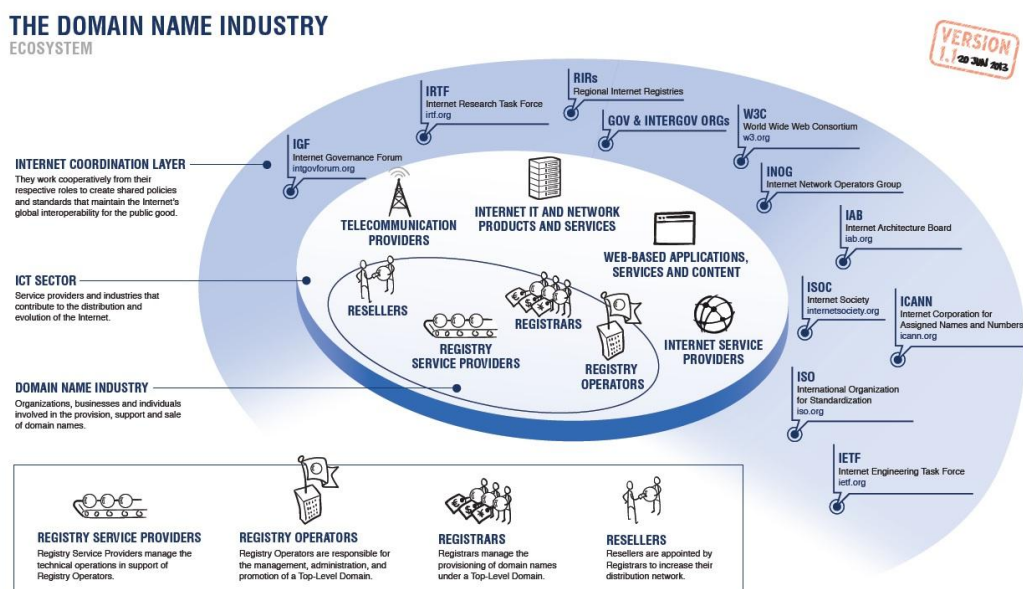 THE DOMAIN NAME INDUSTRY
ECOSYSTEM
VERSION
1.1 20 JUN 2013
IRTF
Internet Research Task Force
irtf.org
RIRs
Regional Internet Registries
GOV & INTERGOV ORGs
W3C
World Wide Web Consortium
w3.org
IGF
Internet Governance Forum
intgovforum.org
INOG
Internet Network Operators Group
IAB
Internet Architecture Board
iab.org
ISOC
Internet Society
internetsociety.org
ICANN
Internet Corporation for
Assigned Names and Numbers
icann.org
ISO
International Organization
for Standardization
iso.org
IETF
Internet Engineering Task Force
ietf.org
INTERNET COORDINATION LAYER
They work cooperatively from their
respective roles to create shared policies
and standards that maintain the Internet's
global interoperability for the public good.
ICT SECTOR
Service providers and industries that
contribute to the distribution and
evolution of the Internet.
DOMAIN NAME INDUSTRY
Organizations, businesses and individuals
involved in the provision, support and sale
of domain names.
TELECOMMUNICATION
PROVIDERS
INTERNET IT AND NETWORK
PRODUCTS AND SERVICES
WEB-BASED APPLICATIONS,
SERVICES AND CONTENT
RESELLERS
REGISTRARS
REGISTRY
SERVICE PROVIDERS
REGISTRY
OPERATORS
INTERNET SERVICE
PROVIDERS
REGISTRY SERVICE PROVIDERS
Registry Service Providers manage the
technical operations in support of
Registry Operators.
REGISTRY OPERATORS
Registry Operators are responsible for
the management, administration, and
promotion of a Top-Level Domain.
REGISTRARS
Registrars manage the
provisioning of domain names
under a Top-Level Domain.
RESELLERS
Resellers are appointed by
Registrars to increase their
distribution network.